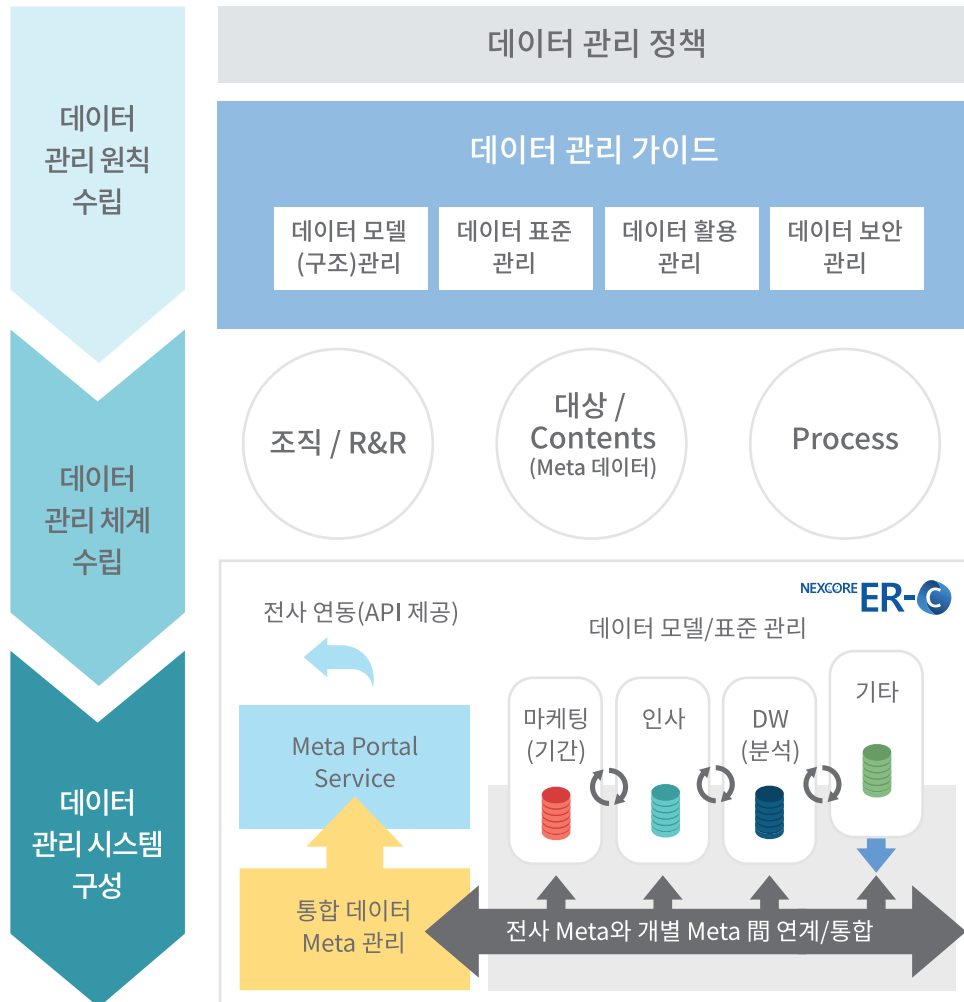 데이터
관리 원칙
수립
데이터 관리 정책
데이터 관리 가이드
데이터 모델
(구조)관리
데이터 표준
관리
데이터 활용
관리
데이터 보안
관리
데이터
관리 체계
수립
조직 / R&R
대상 /
Contents
(Meta 데이터)
Process
데이터
관리 시스템
구성
전사 연동(API 제공)
Meta Portal
Service
통합 데이터
Meta 관리
NEXCORE ER-C
데이터 모델/표준 관리
마케팅
(기간)
인사
DW
(분석)
기타
전사 Meta와 개별 Meta 間 연계/통합